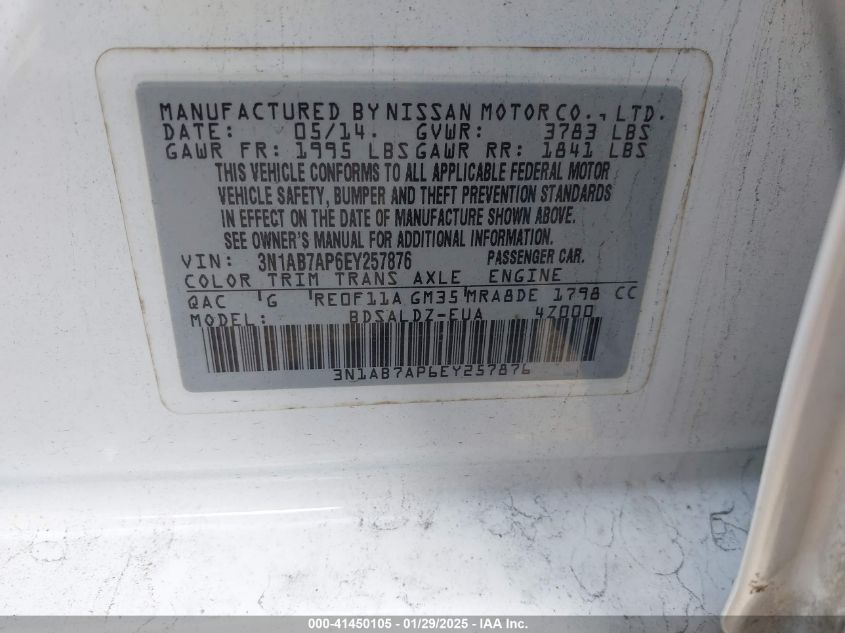 MANUFACTURED BY NISSAN MOTOR CO., LTD.
DATE: 05/14. GVWR: 3783 LBS
GAWR FR: 1995 LBS GAWR RR: 1841 LBS
THIS VEHICLE CONFORMS TO ALL APPLICABLE FEDERAL MOTOR
VEHICLE SAFETY, BUMPER AND THEFT PREVENTION STANDARDS
IN EFFECT ON THE DATE OF MANUFACTURE SHOWN ABOVE.
SEE OWNER'S MANUAL FOR ADDITIONAL INFORMATION.
VIN: 3N1AB7AP6EY257876 PASSENGER CAR.
COLOR TRIM TRANS AXLE ENGINE
QAC G RE0F11A GM35 MRA8DE 1798 CC
MODEL: BDSALDZ-EUA 4Z000
3N1AB7AP6EY257876
000-41450105 - 01/29/2025 - IAA Inc.